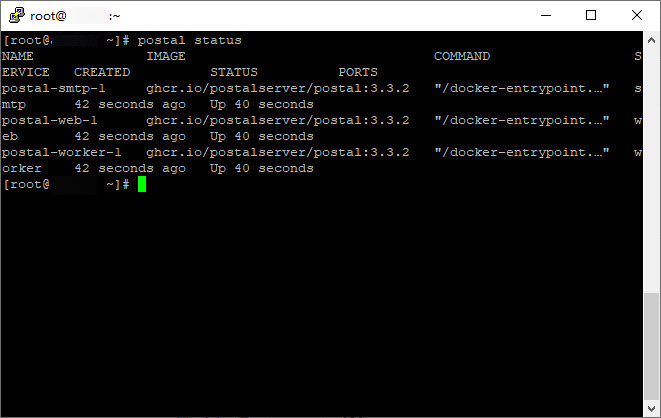 root@ :~
[root@ ~]# postal status
NAME IMAGE COMMAND S
ERVICE CREATED STATUS PORTS
postal-smtp-1 ghcr.io/postalserver/postal:3.3.2 "/docker-entrypoint.…" s
mtp 42 seconds ago Up 40 seconds
postal-web-1 ghcr.io/postalserver/postal:3.3.2 "/docker-entrypoint.…" w
eb 42 seconds ago Up 40 seconds
postal-worker-1 ghcr.io/postalserver/postal:3.3.2 "/docker-entrypoint.…" w
orker 42 seconds ago Up 40 seconds
[root@ ~]#